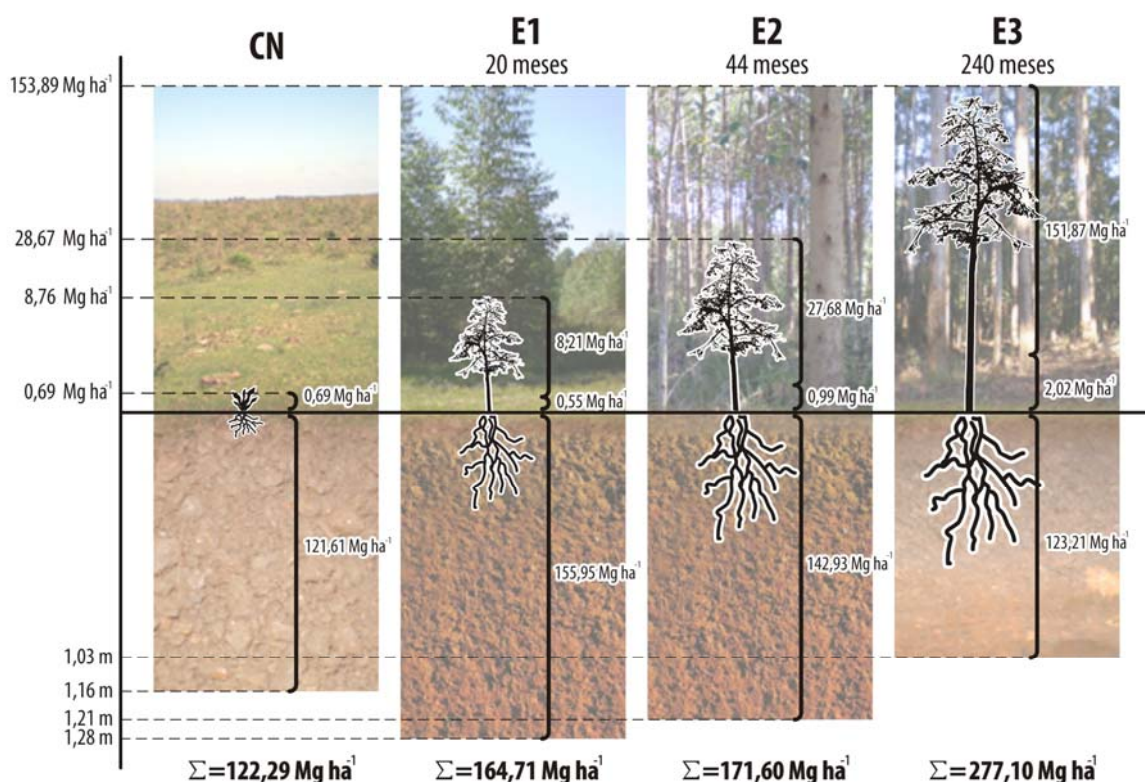 CN
E1
20 meses
E2
44 meses
E3
240 meses
153,89 Mg ha⁻¹
28,67 Mg ha⁻¹
8,76 Mg ha⁻¹
0,69 Mg ha⁻¹
0,69 Mg ha⁻¹
8,21 Mg ha⁻¹
0,55 Mg ha⁻¹
27,68 Mg ha⁻¹
0,99 Mg ha⁻¹
151,87 Mg ha⁻¹
2,02 Mg ha⁻¹
121,61 Mg ha⁻¹
155,95 Mg ha⁻¹
142,93 Mg ha⁻¹
123,21 Mg ha⁻¹
1,03 m
1,16 m
1,21 m
1,28 m
∑=122,29 Mg ha⁻¹
∑=164,71 Mg ha⁻¹
∑=171,60 Mg ha⁻¹
∑=277,10 Mg ha⁻¹